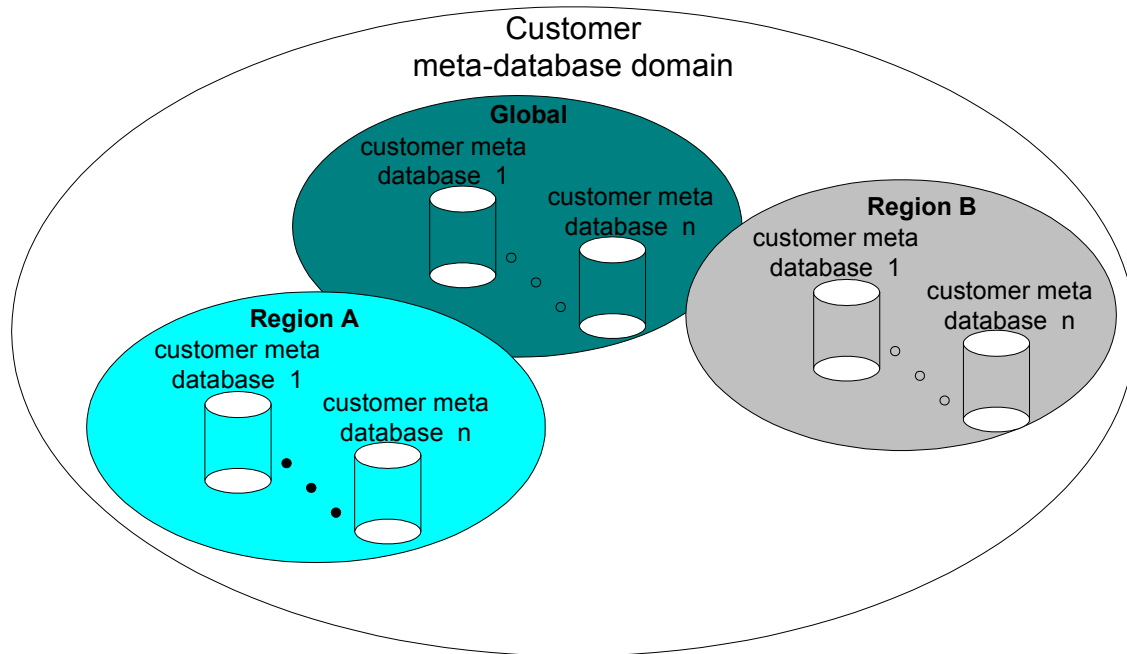 Customer
meta-database domain
Global
customer meta
database 1
customer meta
database n
Region B
customer meta
database 1
customer meta
database n
Region A
customer meta
database 1
customer meta
database n